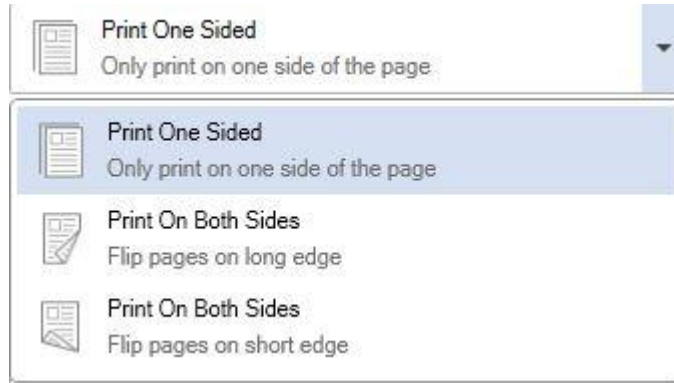 Print One Sided
Only print on one side of the page
Print One Sided
Only print on one side of the page
Print On Both Sides
Flip pages on long edge
Print On Both Sides
Flip pages on short edge